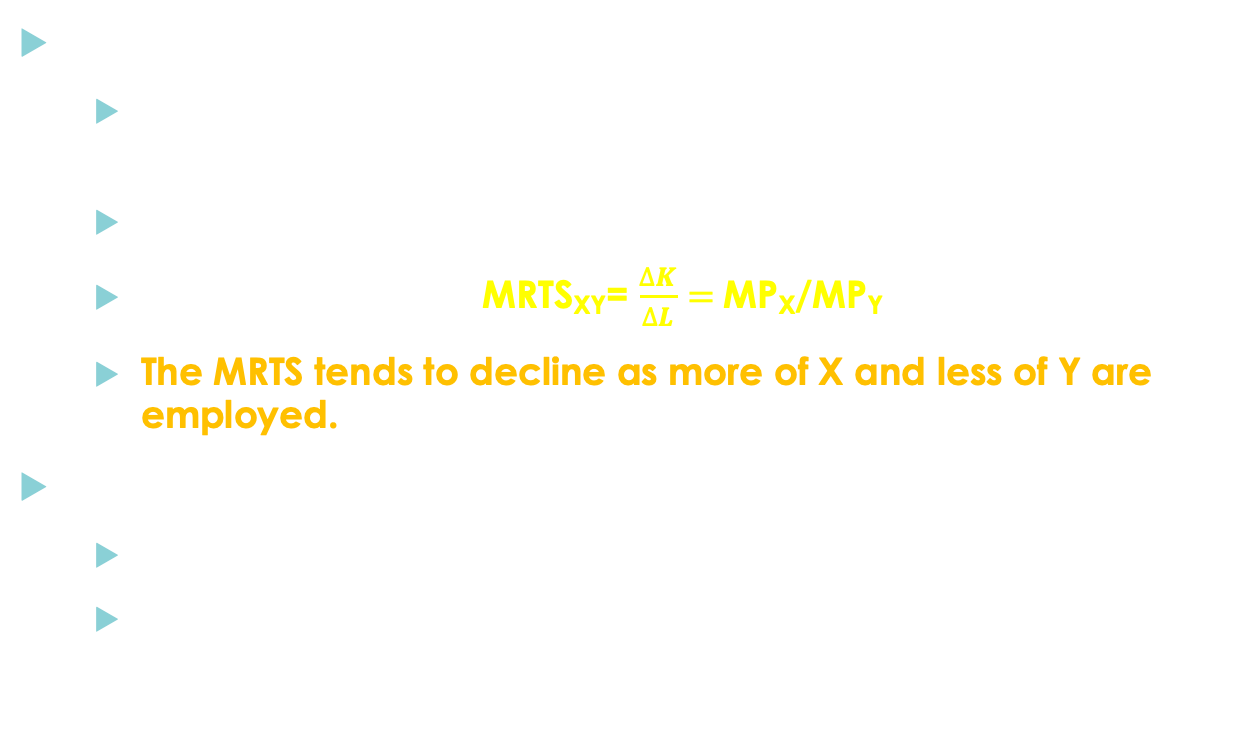 MRTSXY= ΔK/ΔL = MPX/MPY
The MRTS tends to decline as more of X and less of Y are
employed.